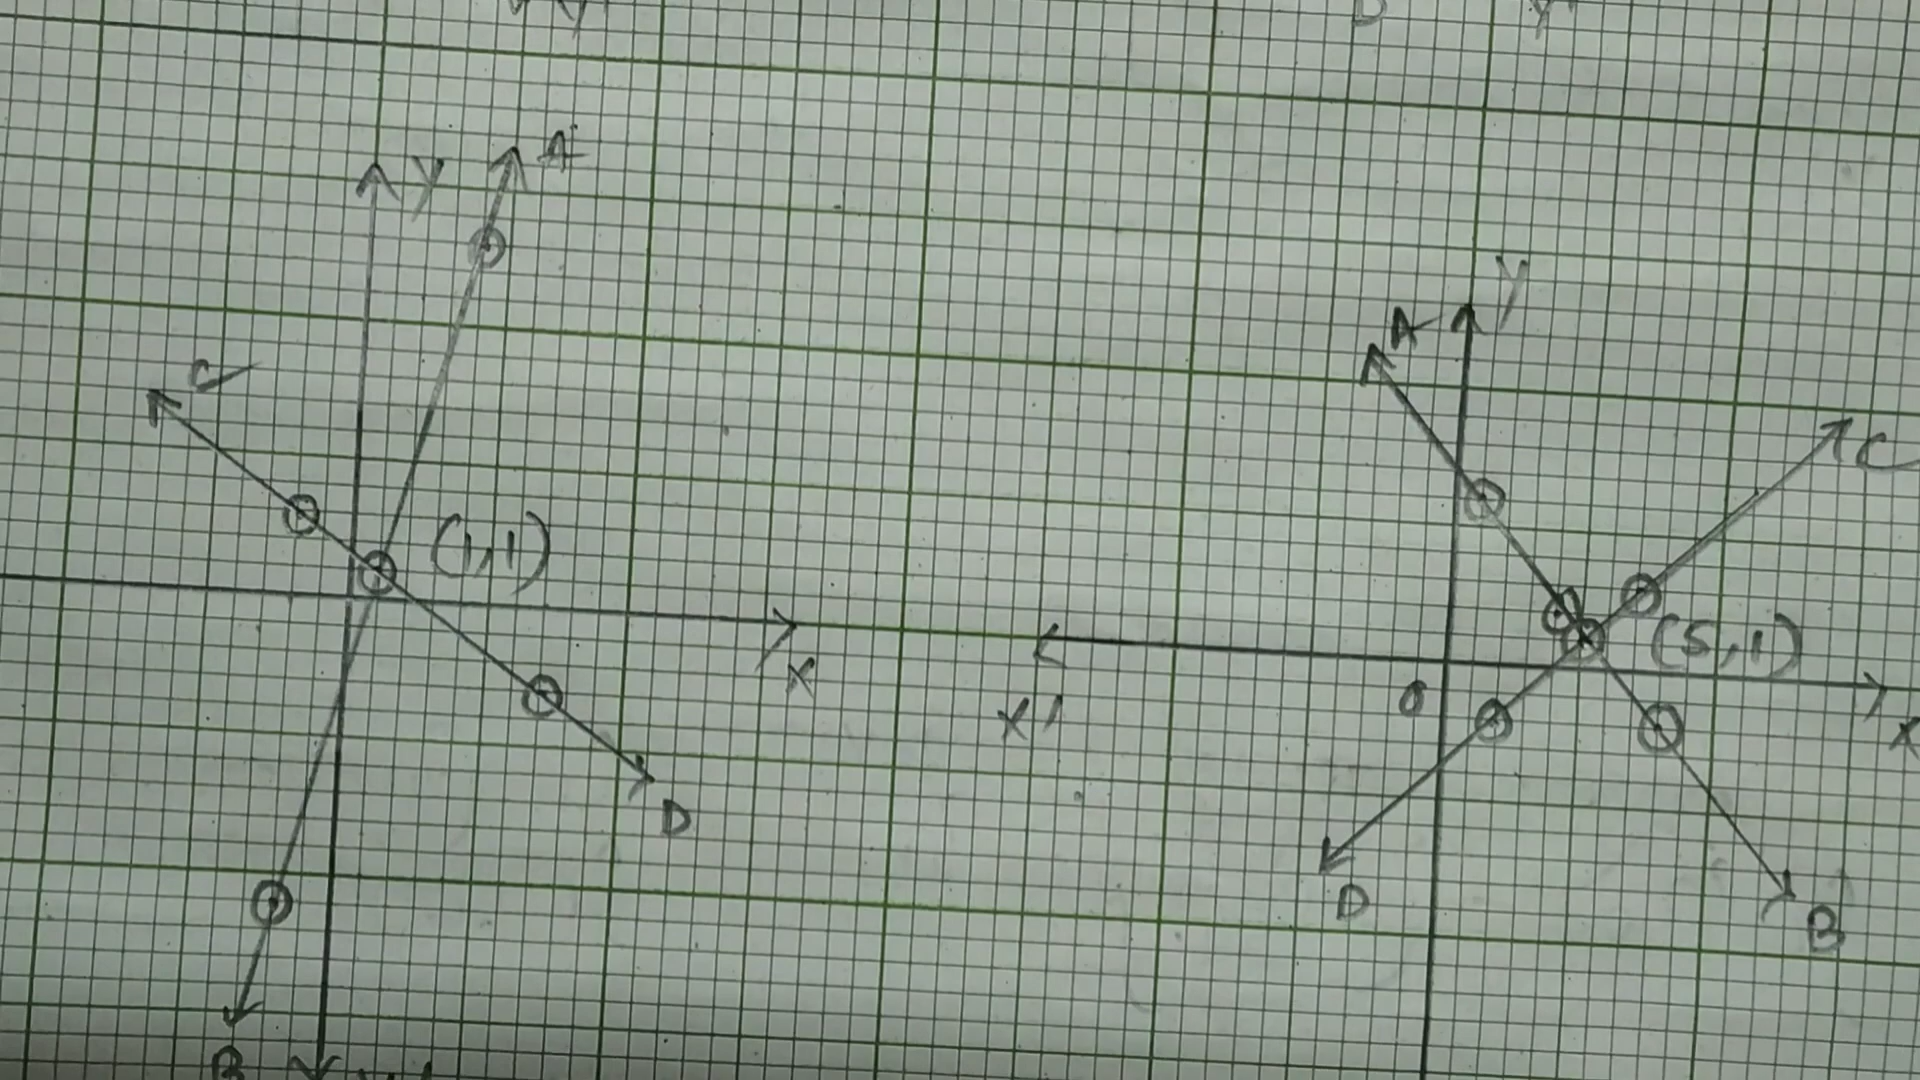 Y A
A Y
C
C
(1,1)
(5,1)
X
X' O X
D
D B
B